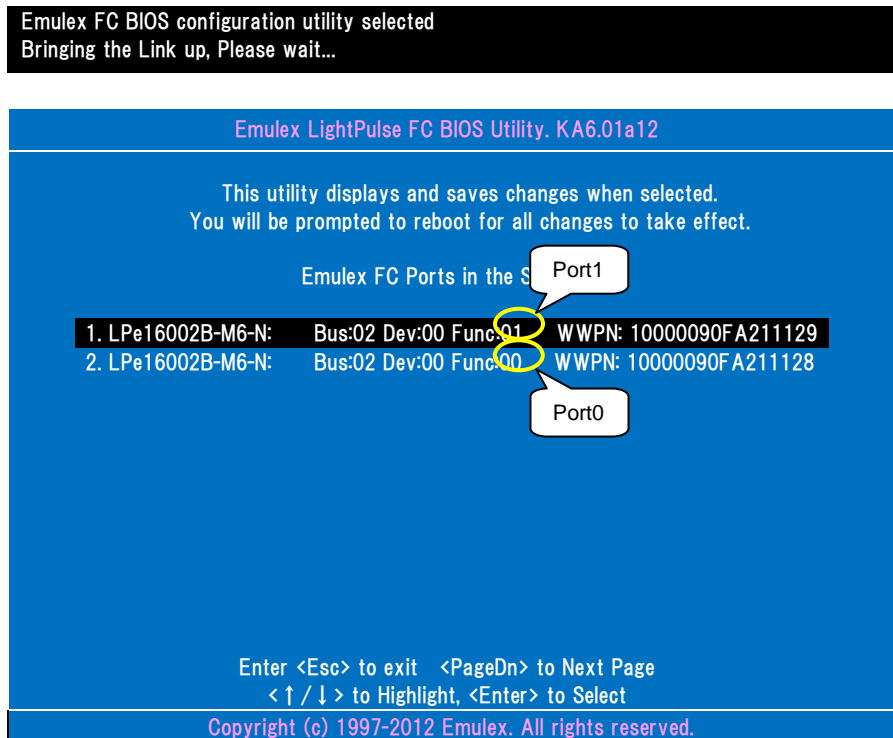 Emulex FC BIOS configuration utility selected
Bringing the Link up, Please wait...
Emulex LightPulse FC BIOS Utility. KA6.01a12
This utility displays and saves changes when selected.
You will be prompted to reboot for all changes to take effect.
Emulex FC Ports in the S
Port1
1. LPe16002B-M6-N: Bus:02 Dev:00 Func:01 WWPN: 10000090FA211129
2. LPe16002B-M6-N: Bus:02 Dev:00 Func:00 WWPN: 10000090FA211128
Port0
Enter <Esc> to exit <PageDn> to Next Page
<↑/↓> to Highlight, <Enter> to Select
Copyright (c) 1997-2012 Emulex. All rights reserved.